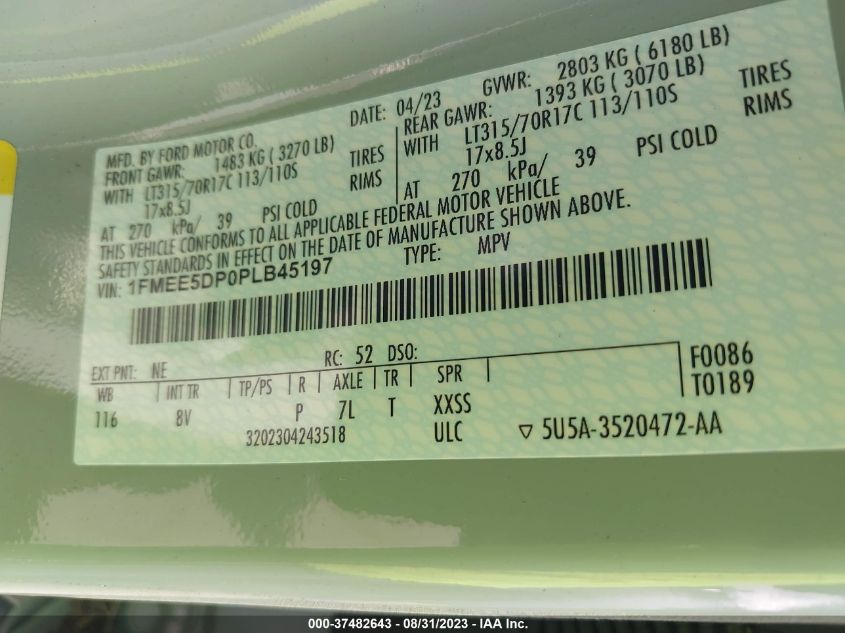 MFD. BY FORD MOTOR CO.
DATE: 04/23
GVWR: 2803 KG ( 6180 LB)
FRONT GAWR: 1483 KG ( 3270 LB)
REAR GAWR: 1393 KG ( 3070 LB)
WITH LT315/70R17C 113/110S TIRES
WITH LT315/70R17C 113/110S TIRES
17x8.5J RIMS
17x8.5J RIMS
AT 270 kPa/ 39 PSI COLD
AT 270 kPa/ 39 PSI COLD
THIS VEHICLE CONFORMS TO ALL APPLICABLE FEDERAL MOTOR VEHICLE
SAFETY STANDARDS IN EFFECT ON THE DATE OF MANUFACTURE SHOWN ABOVE.
VIN: 1FMEE5DP0PLB45197
TYPE: MPV
EXT PNT: NE RC: 52 DSO:
WB INT TR TP/PS R AXLE TR SPR
F0086
116 8V P 7L T XXSS
T0189
3202304243518 ULC ▽ 5U5A-3520472-AA
000-37482643 - 08/31/2023 - IAA Inc.